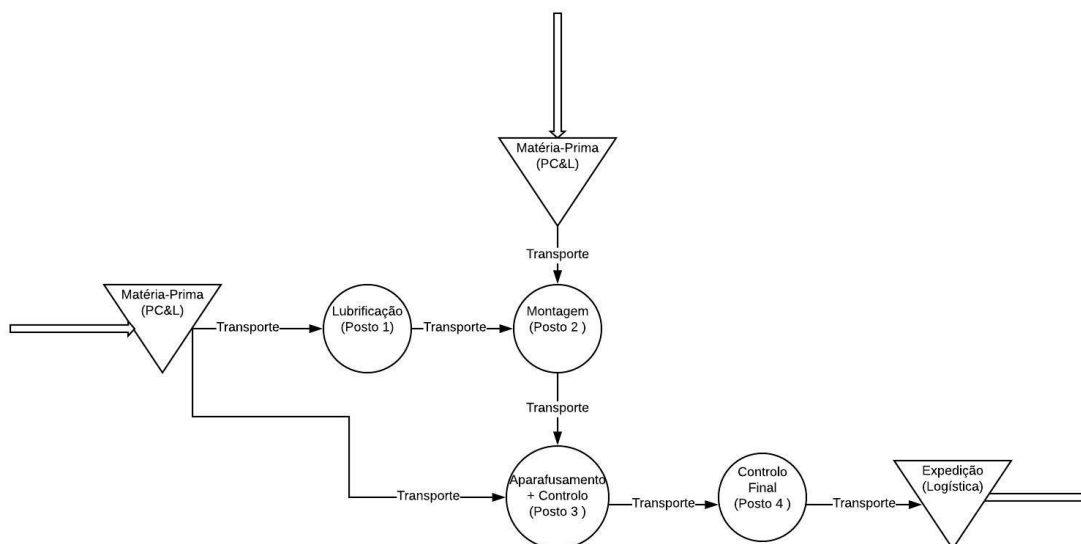 Matéria-Prima
(PC&L)
Transporte
Matéria-Prima
(PC&L)
Transporte
Lubrificação
(Posto 1)
Transporte
Montagem
(Posto 2 )
Transporte
Transporte
Aparafusamento
+ Controlo
(Posto 3 )
Transporte
Controlo
Final
(Posto 4 )
Transporte
Expedição
(Logística)